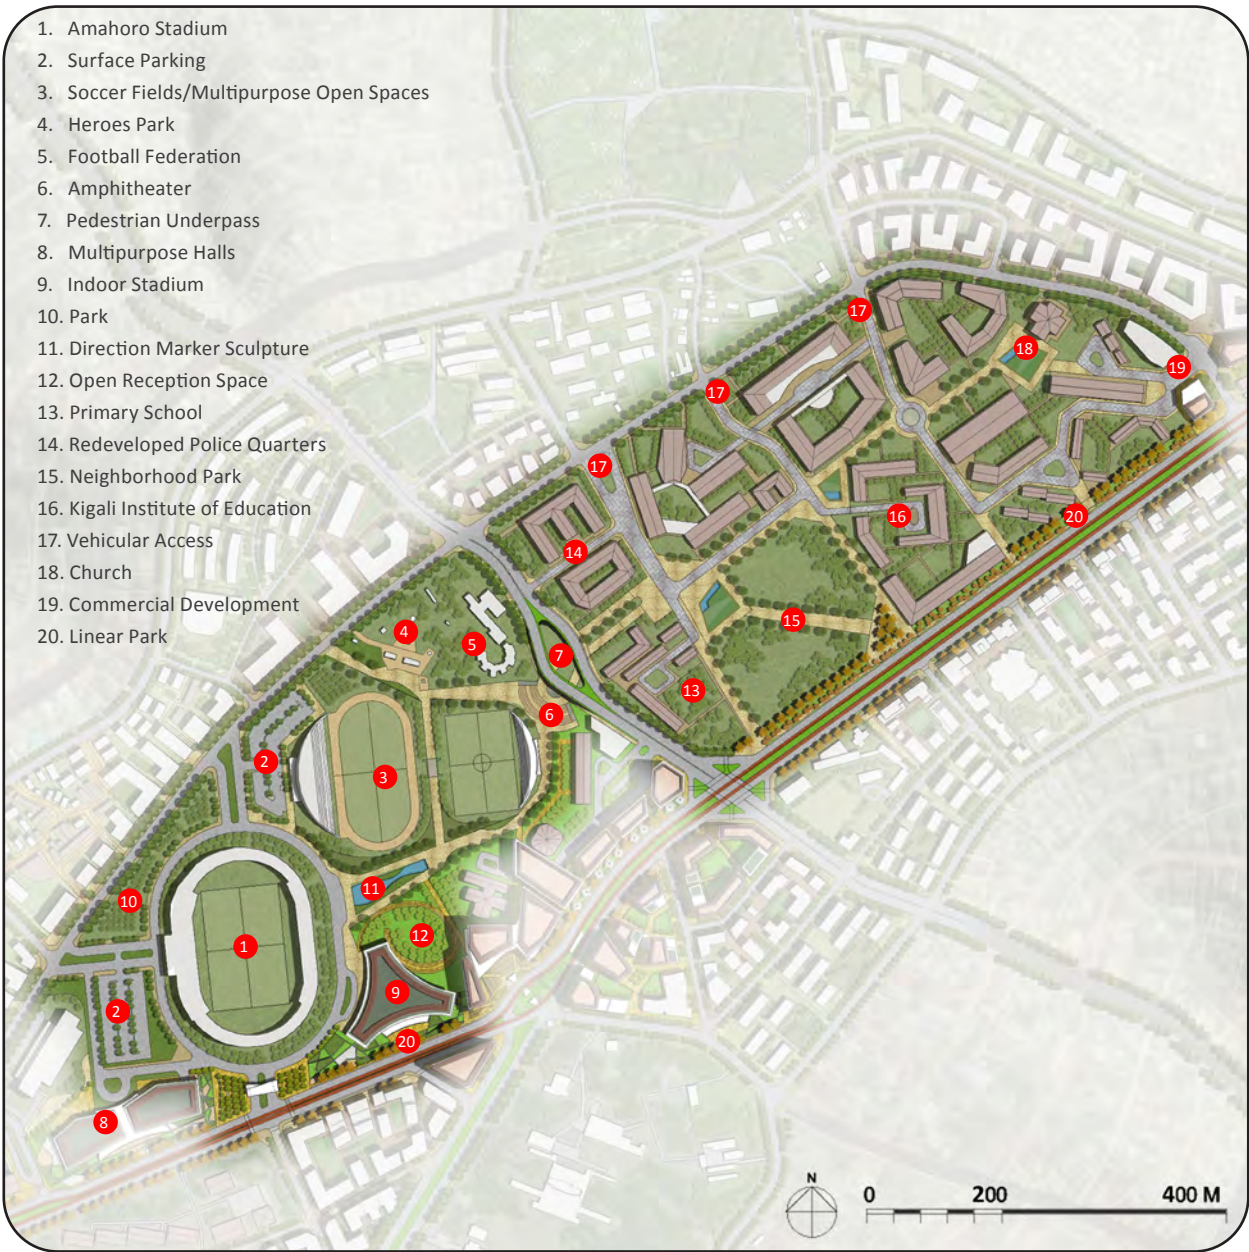 1. Amahoro Stadium
2. Surface Parking
3. Soccer Fields/Multipurpose Open Spaces
4. Heroes Park
5. Football Federation
6. Amphitheater
7. Pedestrian Underpass
8. Multipurpose Halls
9. Indoor Stadium
10. Park
11. Direction Marker Sculpture
12. Open Reception Space
13. Primary School
14. Redeveloped Police Quarters
15. Neighborhood Park
16. Kigali Institute of Education
17. Vehicular Access
18. Church
19. Commercial Development
20. Linear Park
17
18
19
17
17
16
20
14
15
4
5
7
13
6
2
3
11
10
12
1
9
2
20
8
N
0 200 400 M